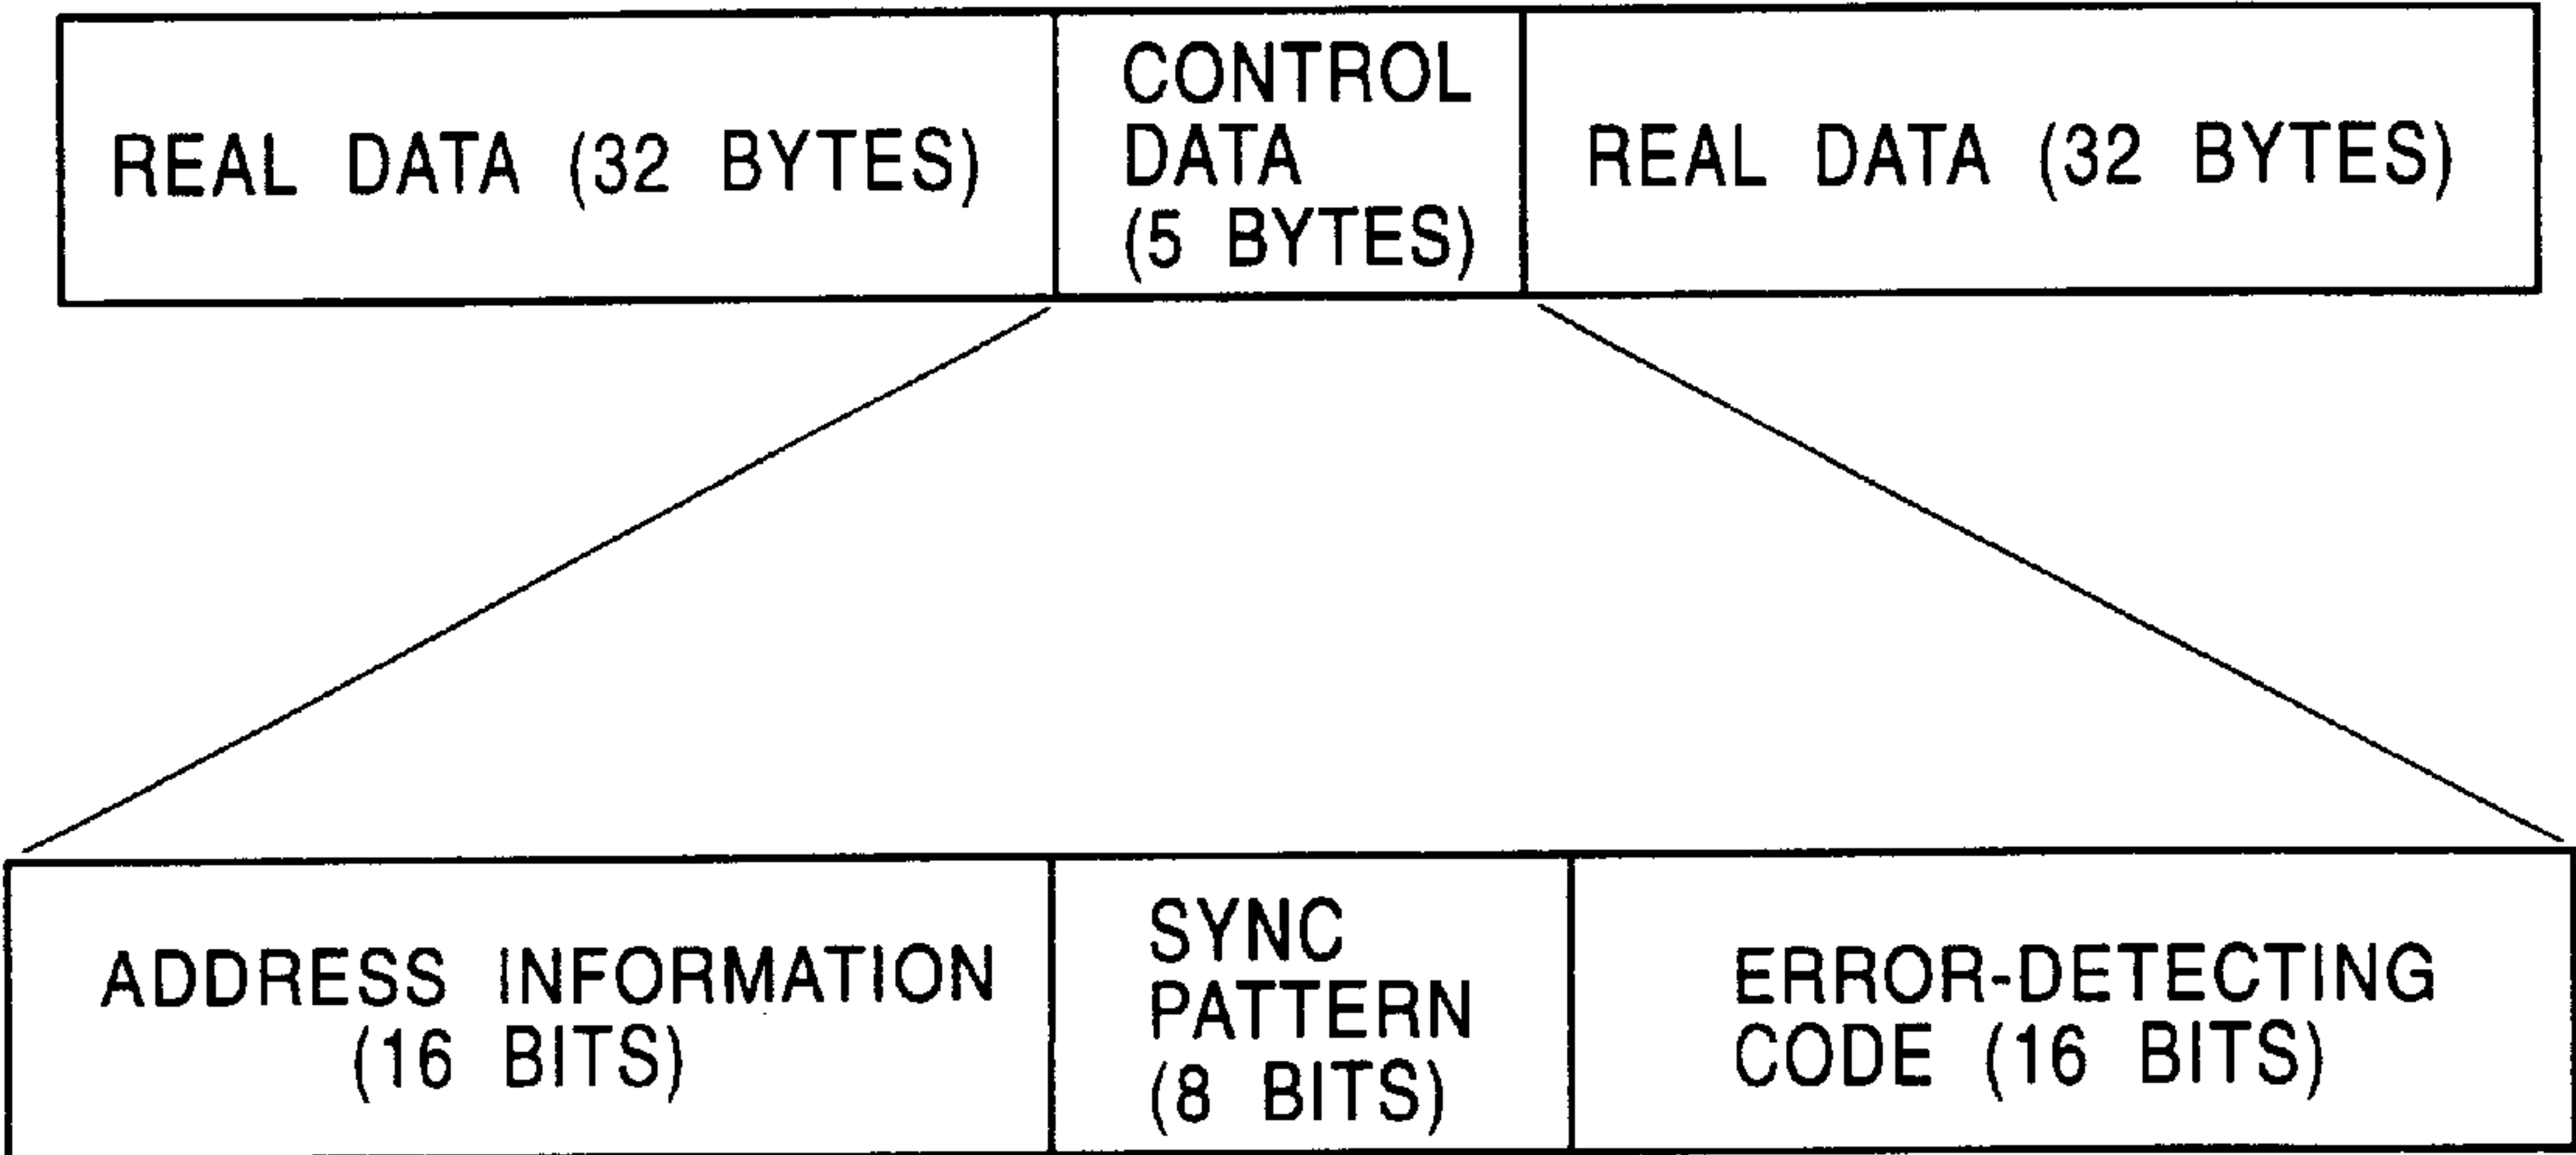 REAL DATA (32 BYTES)
CONTROL
DATA
(5 BYTES)
REAL DATA (32 BYTES)
ADDRESS INFORMATION
(16 BITS)
SYNC
PATTERN
(8 BITS)
ERROR-DETECTING
CODE (16 BITS)